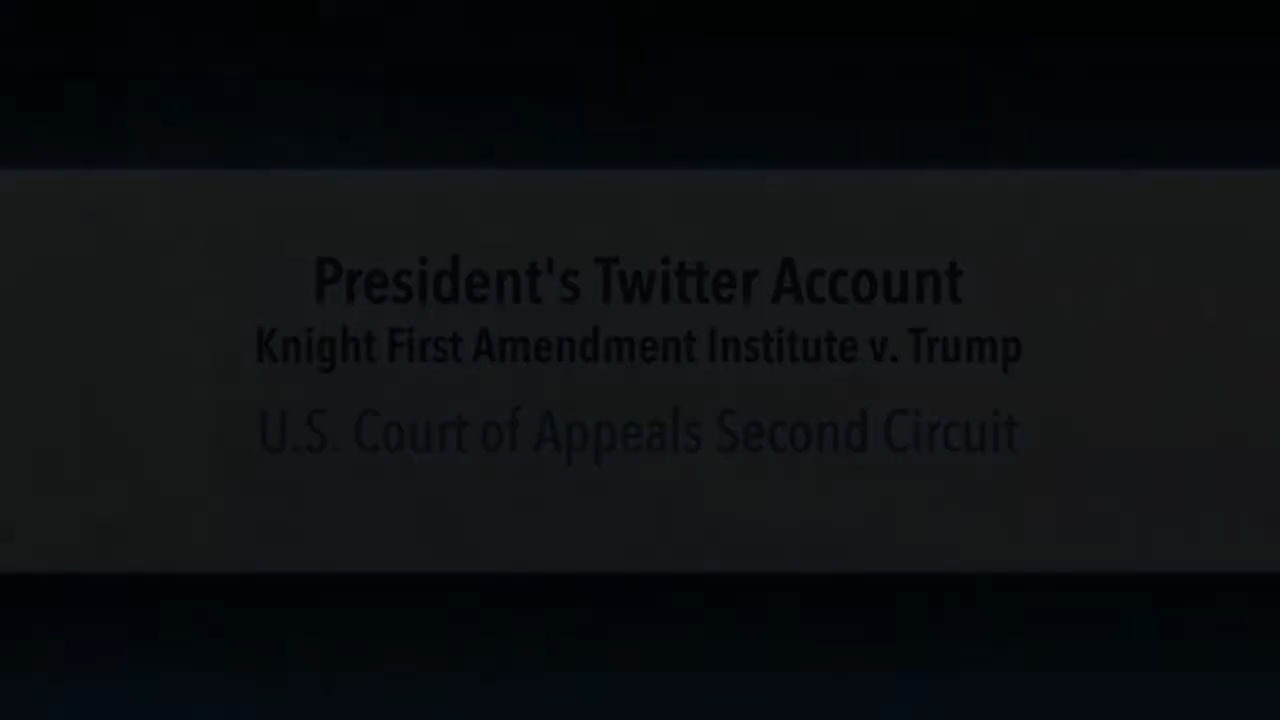 President's Twitter Account
Knight First Amendment Institute v. Trump
U.S. Court of Appeals Second Circuit